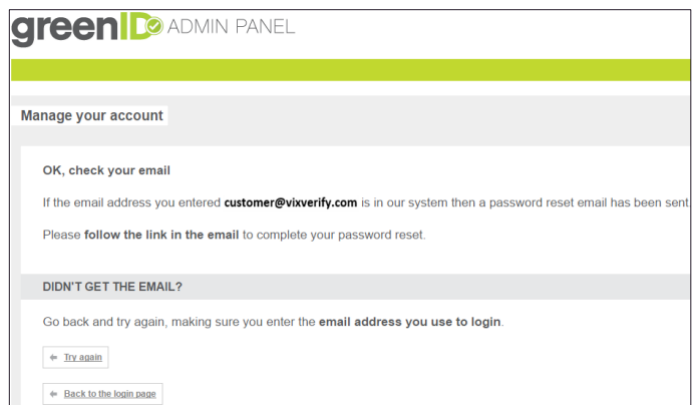 greenID ADMIN PANEL
Manage your account
OK, check your email
If the email address you entered customer@vixverify.com is in our system then a password reset email has been sent
Please follow the link in the email to complete your password reset.
DIDN'T GET THE EMAIL?
Go back and try again, making sure you enter the email address you use to login.
Try again
Back to the login page